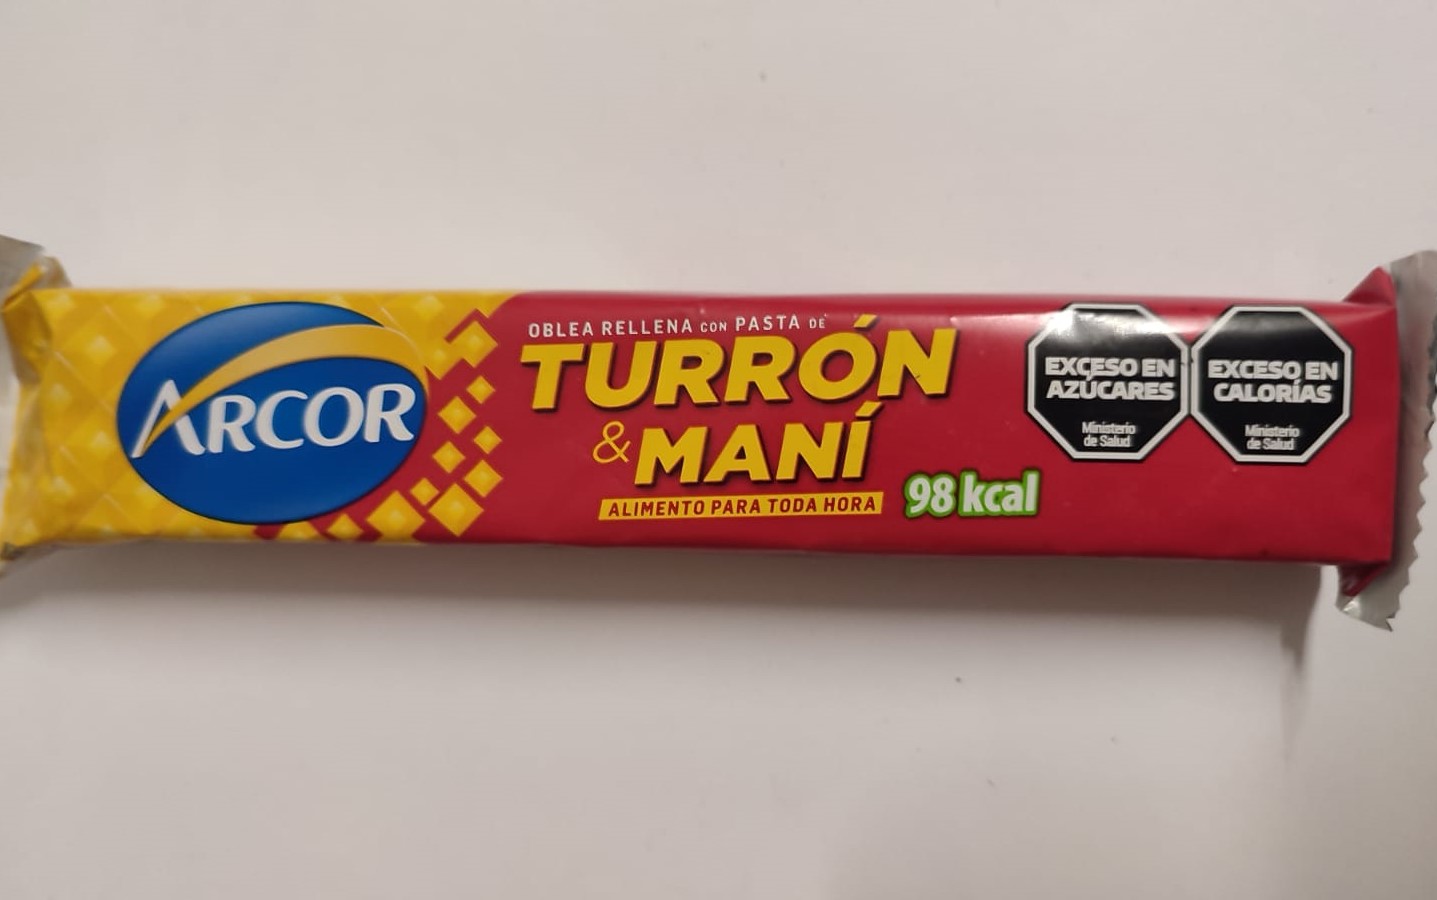 ARCOR
OBLEA RELLENA CON PASTA DE
TURRÓN
& MANÍ
ALIMENTO PARA TODA HORA
98 kcal
EXCESO EN
AZÚCARES
Ministerio
de Salud
EXCESO EN
CALORÍAS
Ministerio
de Salud